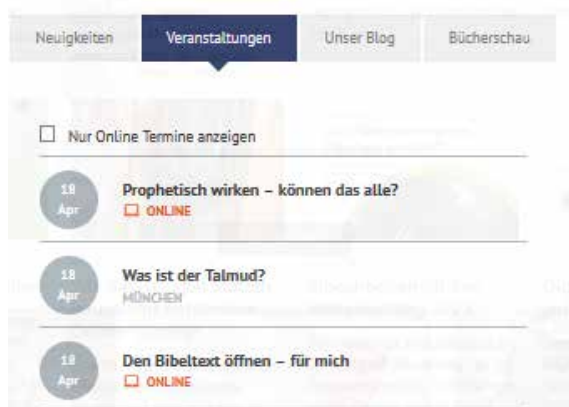 Neuigkeiten Veranstaltungen Unser Blog Bücherschau
Nur Online Termine anzeigen
18
Apr
Prophetisch wirken – können das alle?
ONLINE
18
Apr
Was ist der Talmud?
MÜNCHEN
18
Apr
Den Bibeltext öffnen – für mich
ONLINE